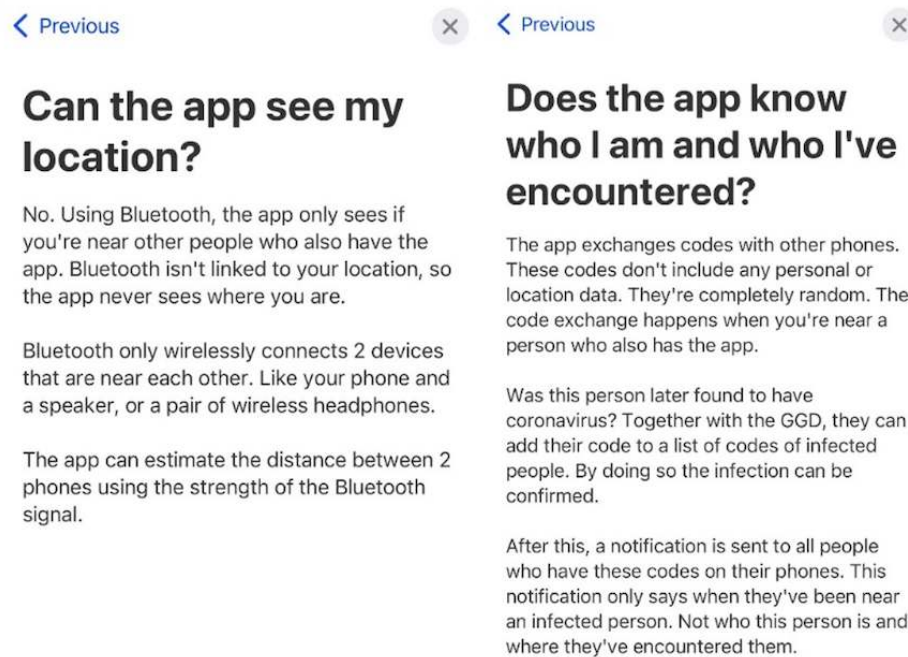 Previous
Can the app see my
location?
No. Using Bluetooth, the app only sees if
you're near other people who also have the
app. Bluetooth isn't linked to your location, so
the app never sees where you are.
Bluetooth only wirelessly connects 2 devices
that are near each other. Like your phone and
a speaker, or a pair of wireless headphones.
The app can estimate the distance between 2
phones using the strength of the Bluetooth
signal.
Previous
Does the app know
who I am and who I've
encountered?
The app exchanges codes with other phones.
These codes don't include any personal or
location data. They're completely random. The
code exchange happens when you're near a
person who also has the app.
Was this person later found to have
coronavirus? Together with the GGD, they can
add their code to a list of codes of infected
people. By doing so the infection can be
confirmed.
After this, a notification is sent to all people
who have these codes on their phones. This
notification only says when they've been near
an infected person. Not who this person is and
where they've encountered them.